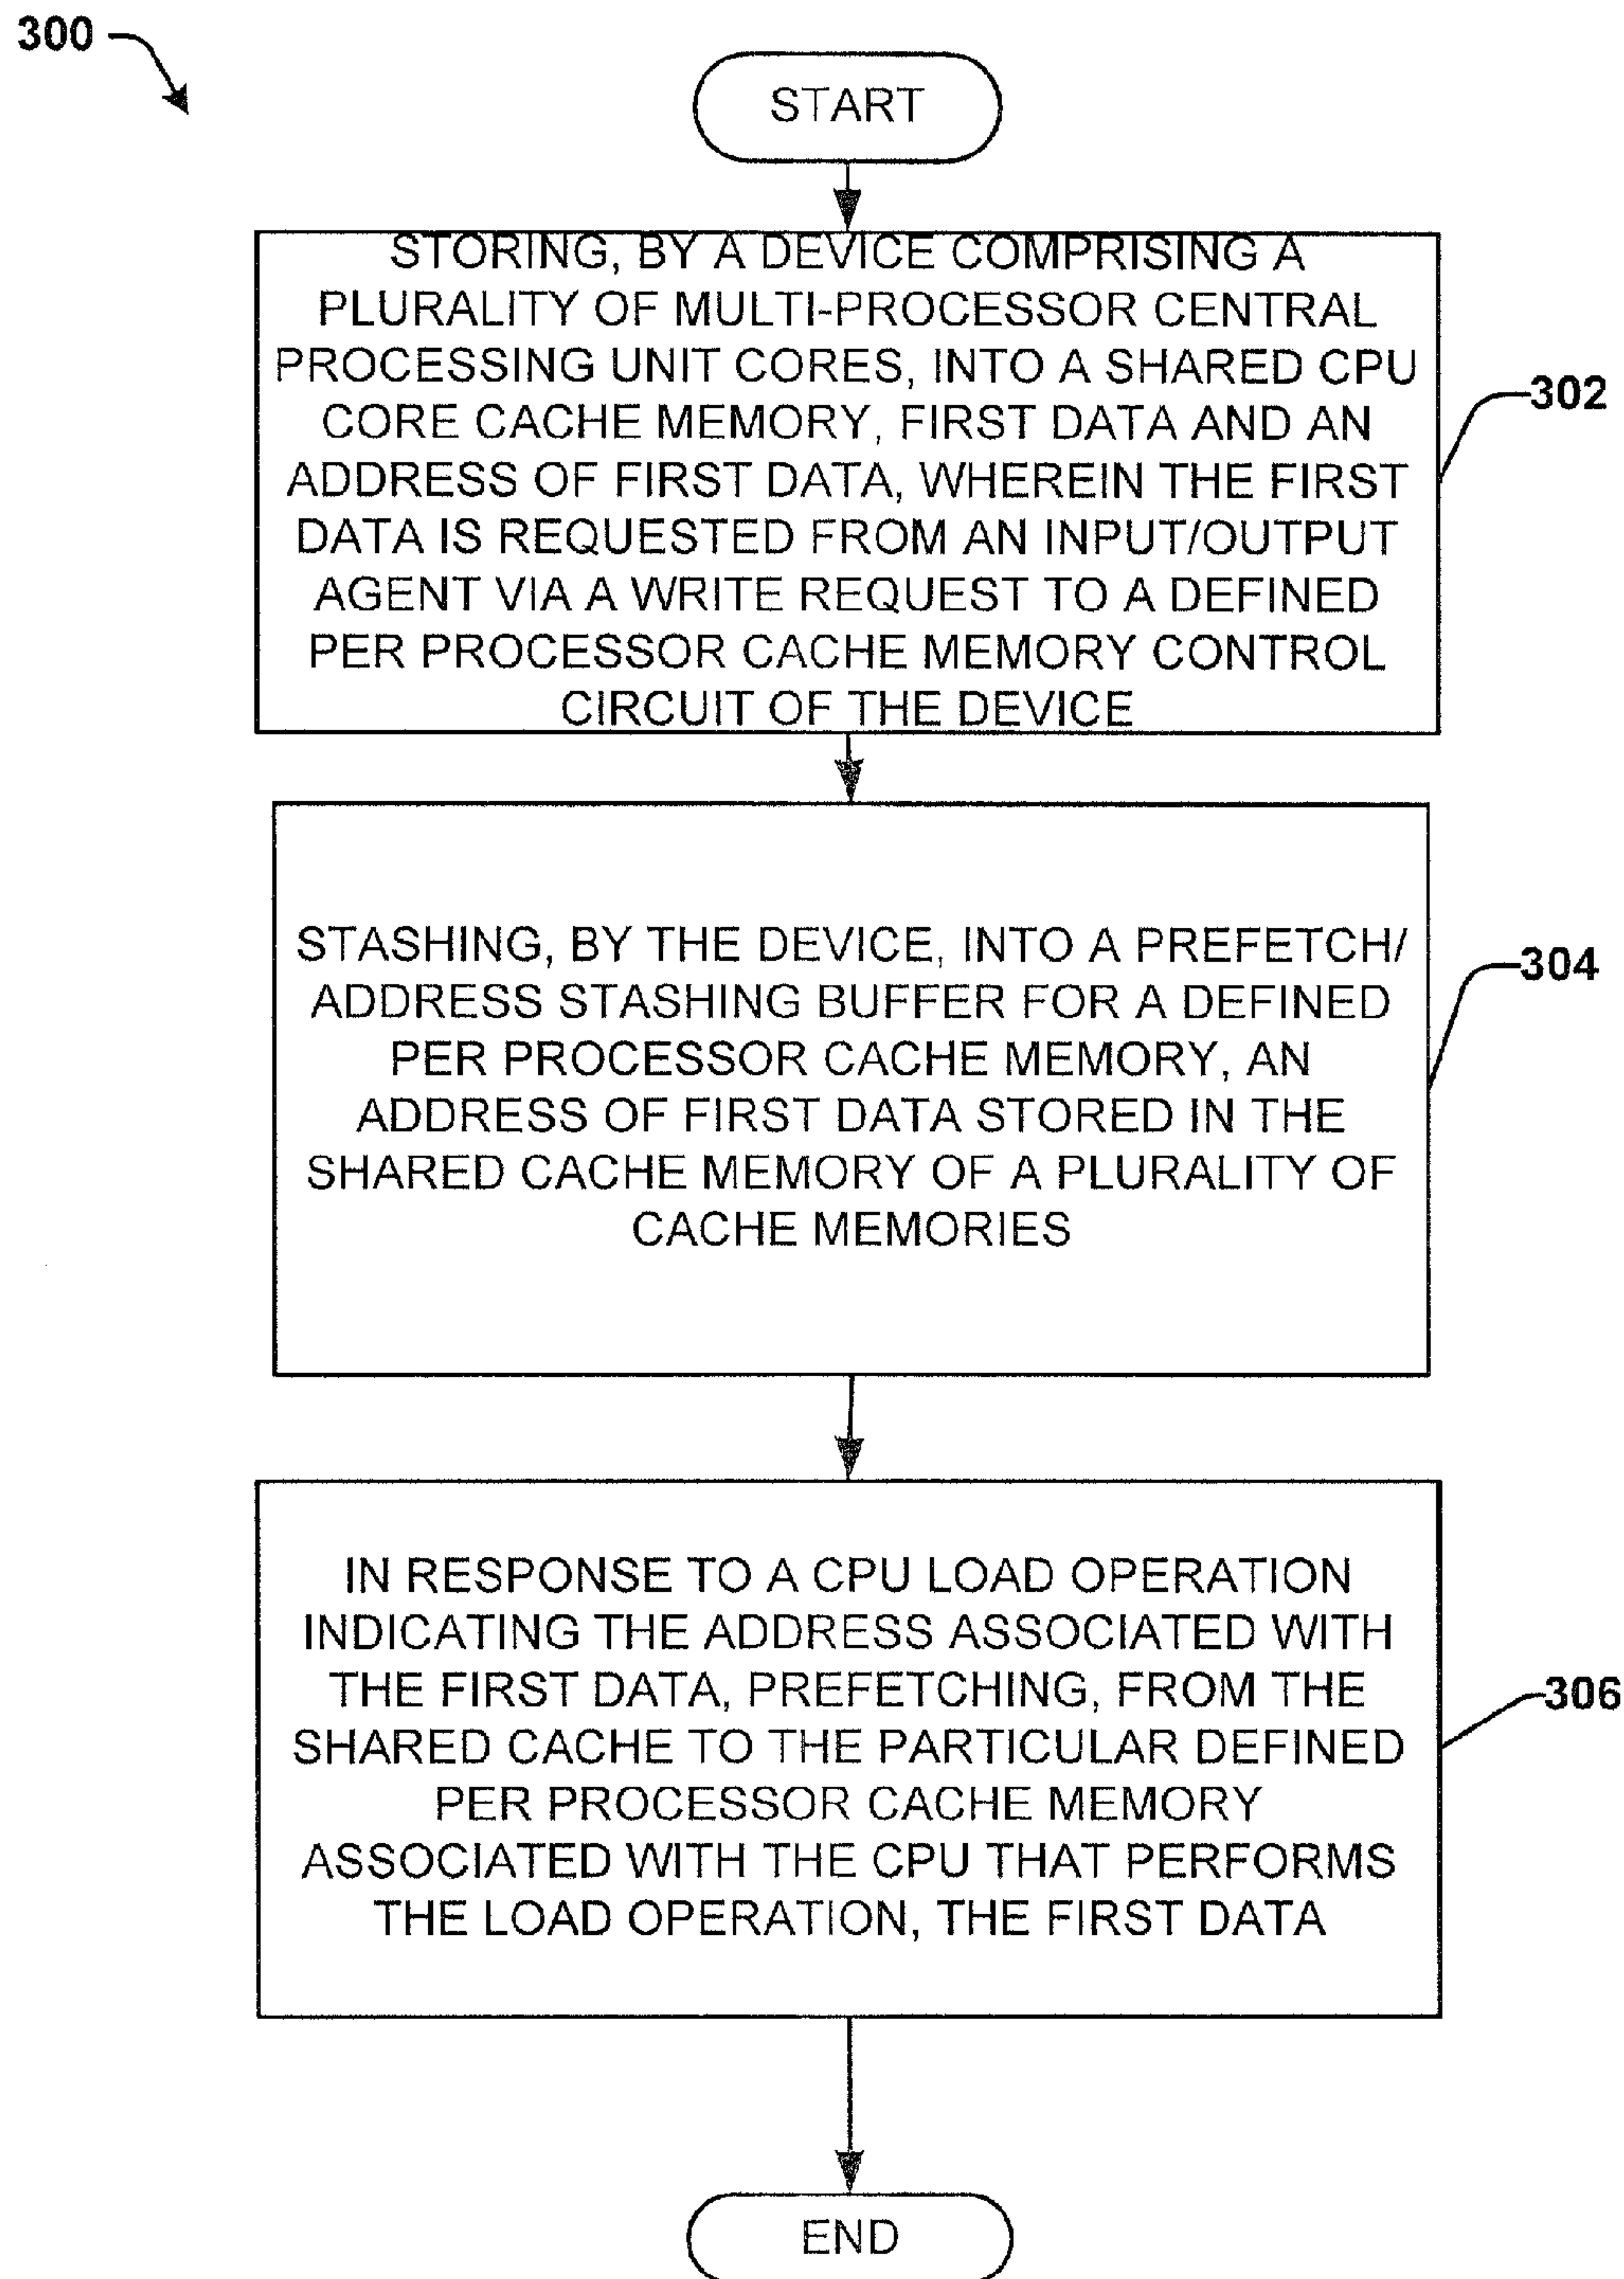 300
START
STORING, BY A DEVICE COMPRISING A
PLURALITY OF MULTI-PROCESSOR CENTRAL
PROCESSING UNIT CORES, INTO A SHARED CPU
CORE CACHE MEMORY, FIRST DATA AND AN
ADDRESS OF FIRST DATA, WHEREIN THE FIRST
DATA IS REQUESTED FROM AN INPUT/OUTPUT
AGENT VIA A WRITE REQUEST TO A DEFINED
PER PROCESSOR CACHE MEMORY CONTROL
CIRCUIT OF THE DEVICE
302
STASHING, BY THE DEVICE, INTO A PREFETCH/
ADDRESS STASHING BUFFER FOR A DEFINED
PER PROCESSOR CACHE MEMORY, AN
ADDRESS OF FIRST DATA STORED IN THE
SHARED CACHE MEMORY OF A PLURALITY OF
CACHE MEMORIES
304
IN RESPONSE TO A CPU LOAD OPERATION
INDICATING THE ADDRESS ASSOCIATED WITH
THE FIRST DATA, PREFETCHING, FROM THE
SHARED CACHE TO THE PARTICULAR DEFINED
PER PROCESSOR CACHE MEMORY
ASSOCIATED WITH THE CPU THAT PERFORMS
THE LOAD OPERATION, THE FIRST DATA
306
END